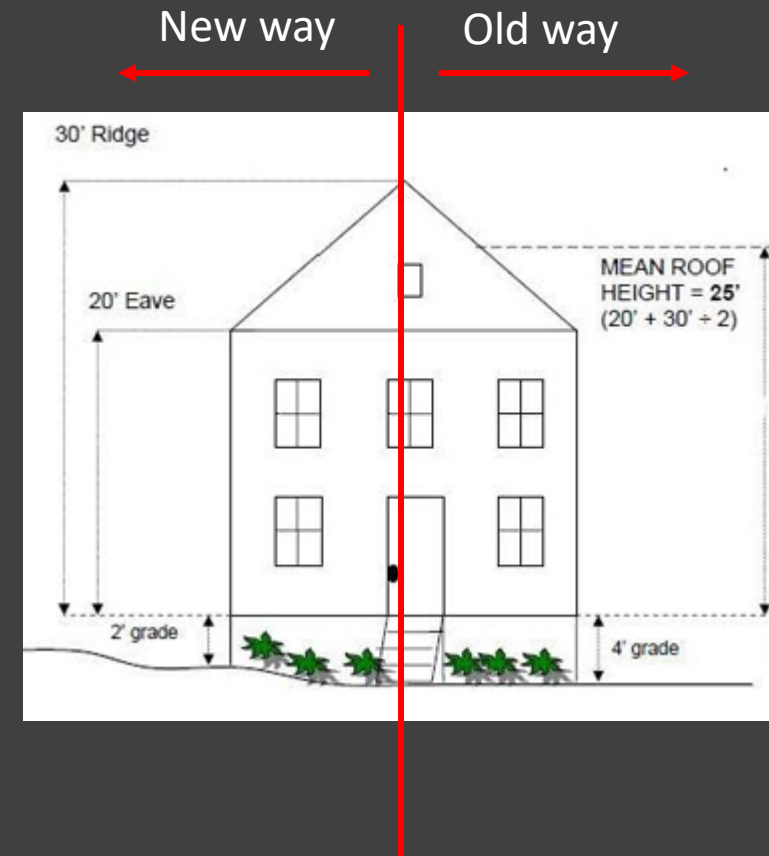 New way
Old way
30' Ridge
20' Eave
MEAN ROOF
HEIGHT = 25'
(20' + 30' ÷ 2)
2' grade
4' grade